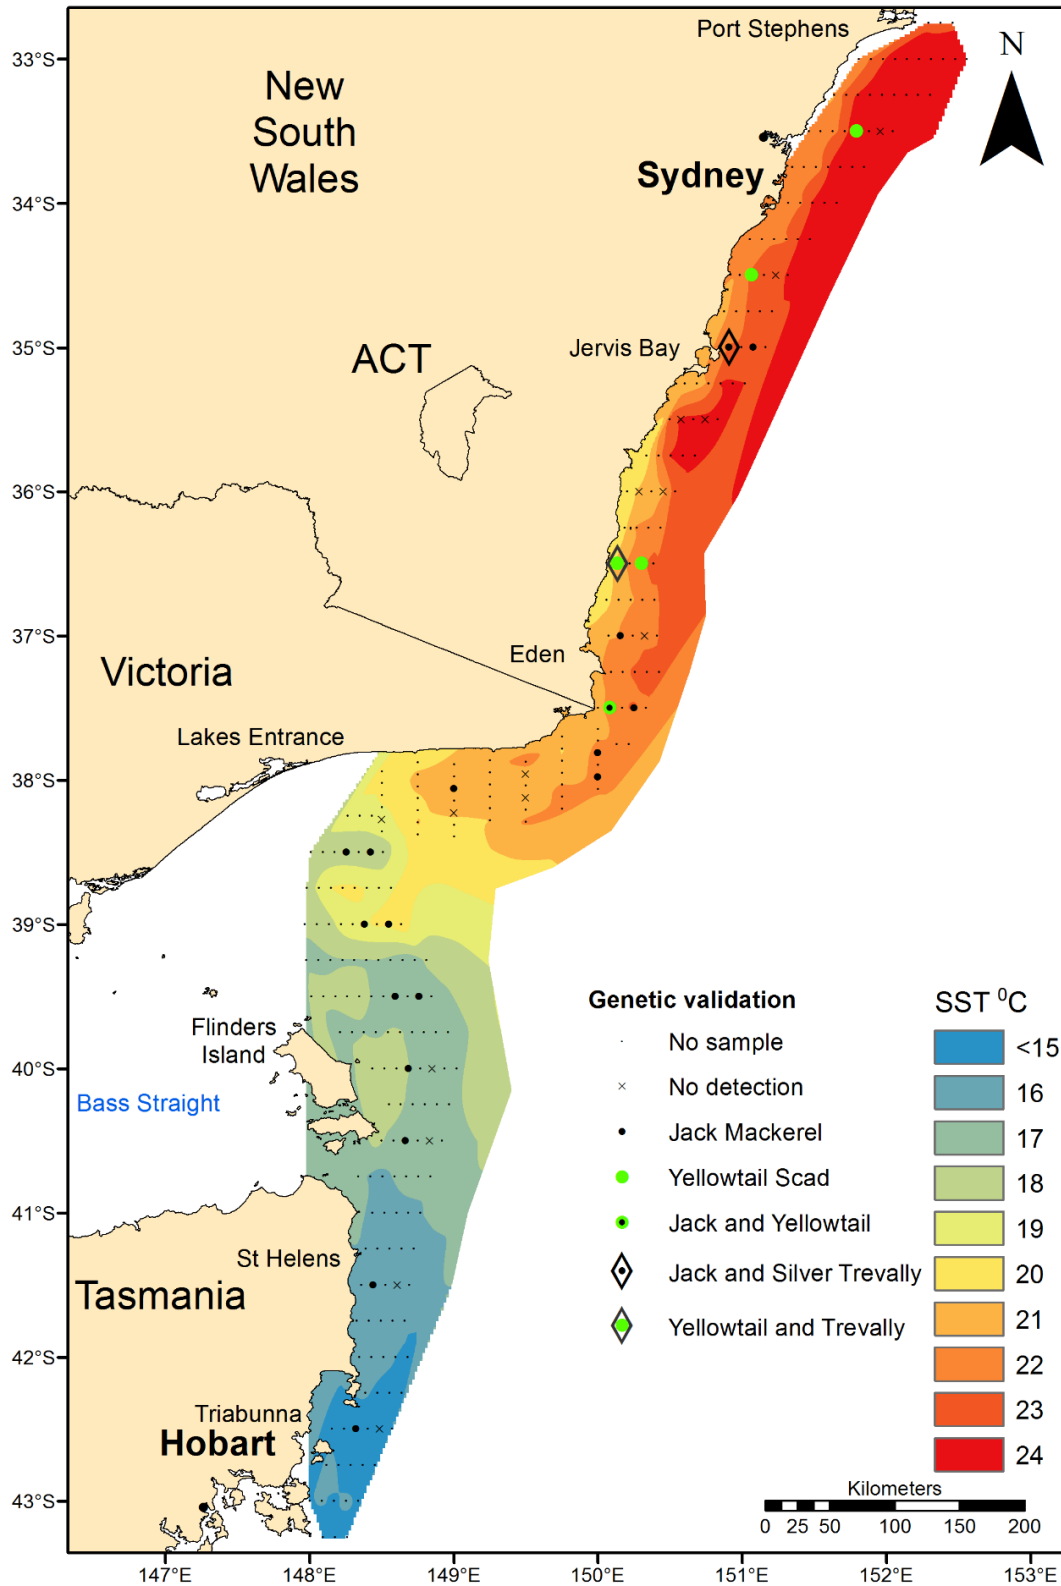 Port Stephens
33°S
New
South
Wales
N
Sydney
34°S
Jervis Bay
35°S
ACT
36°S
37°S
Eden
Victoria
Lakes Entrance
38°S
39°S
Flinders
Island
40°S
Bass Straight
41°S
St Helens
Tasmania
42°S
Triabunna
Hobart
43°S
Genetic validation
No sample
No detection
Jack Mackerel
Yellowtail Scad
Jack and Yellowtail
Jack and Silver Trevally
Yellowtail and Trevally
SST ⁰C
<15
16
17
18
19
20
21
22
23
24
Kilometers
0 25 50 100 150 200
147°E 148°E 149°E 150°E 151°E 152°E 153°E